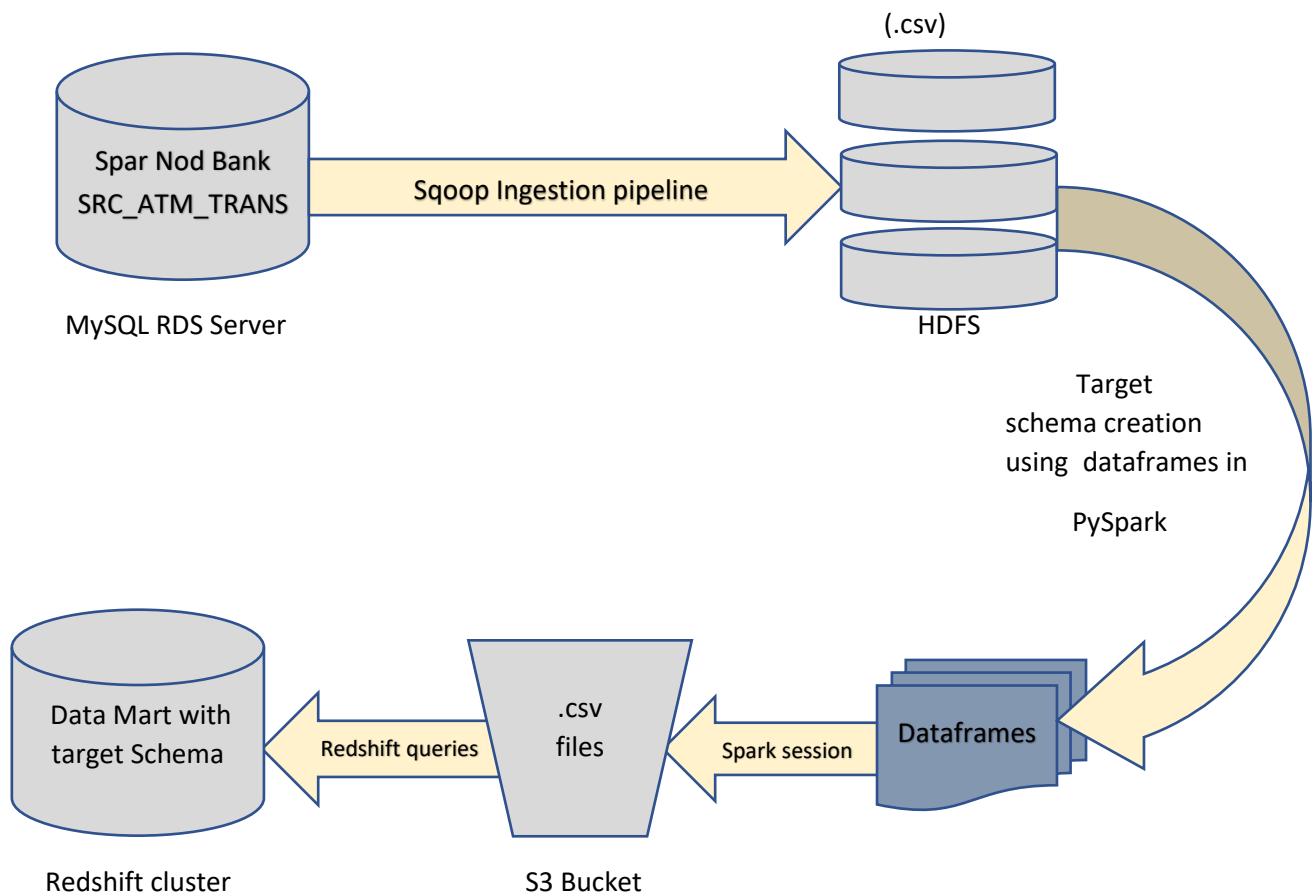 (.csv)
Spar Nod Bank
SRC_ATM_TRANS
Sqoop Ingestion pipeline
MySQL RDS Server
HDFS
Target
schema creation
using dataframes in
PySpark
Dataframes
Spark session
.csv
files
Redshift queries
Data Mart with
target Schema
S3 Bucket
Redshift cluster